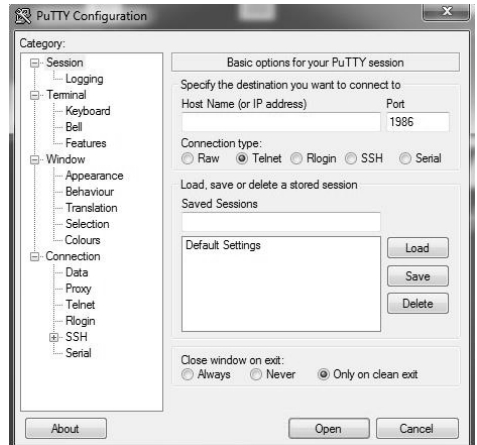 PuTTY Configuration
Category:
Session
Logging
Terminal
Keyboard
Bell
Features
Window
Appearance
Behaviour
Translation
Selection
Colours
Connection
Data
Proxy
Telnet
Rlogin
SSH
Serial
Basic options for your PuTTY session
Specify the destination you want to connect to
Host Name (or IP address) Port
1986
Connection type:
Raw Telnet Rlogin SSH Serial
Load, save or delete a stored session
Saved Sessions
Default Settings
Load
Save
Delete
Close window on exit:
Always Never Only on clean exit
About Open Cancel